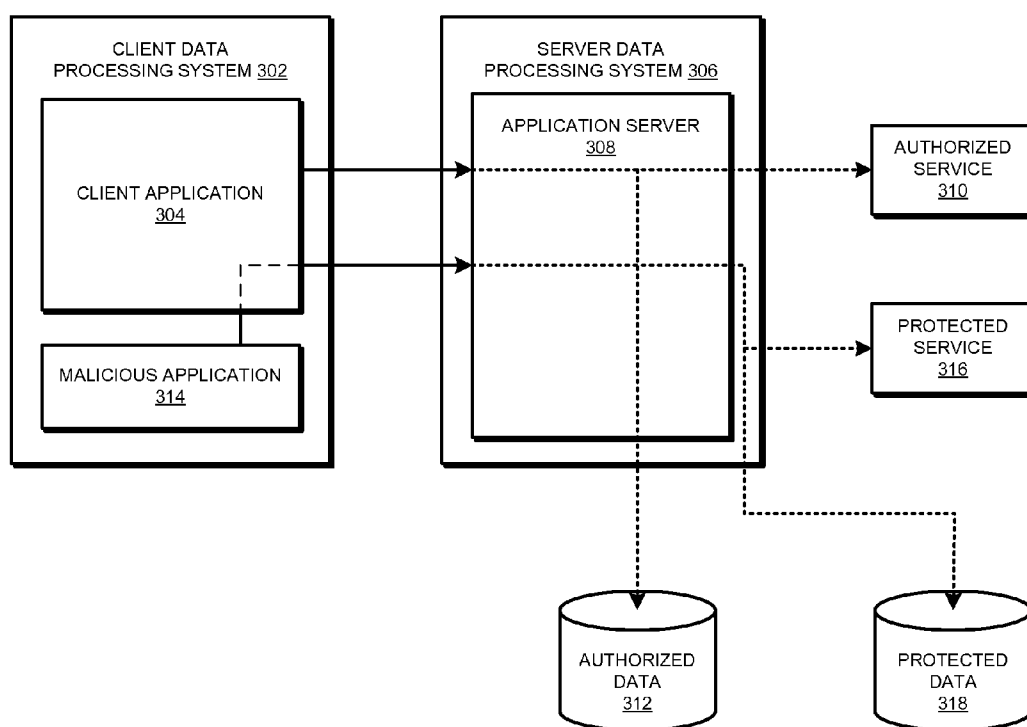 CLIENT DATA
PROCESSING SYSTEM 302
CLIENT APPLICATION
304
MALICIOUS APPLICATION
314
SERVER DATA
PROCESSING SYSTEM 306
APPLICATION SERVER
308
AUTHORIZED
SERVICE
310
PROTECTED
SERVICE
316
AUTHORIZED
DATA
312
PROTECTED
DATA
318